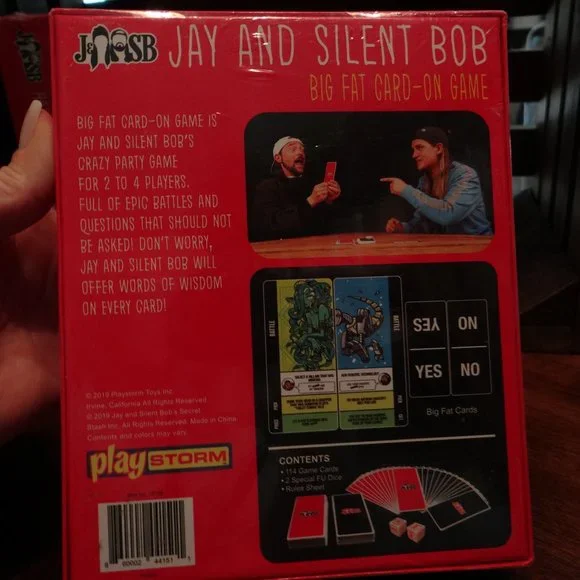 J&SB
JAY AND SILENT BOB
BIG FAT CARD-ON GAME
BIG FAT CARD-ON GAME IS
JAY AND SILENT BOB'S
CRAZY PARTY GAME
FOR 2 TO 4 PLAYERS.
FULL OF EPIC BATTLES AND
QUESTIONS THAT SHOULD NOT
BE ASKED! DON'T WORRY,
JAY AND SILENT BOB WILL
OFFER WORDS OF WISDOM
ON EVERY CARD!
BATTLE
BATTLE
YES
NO
YES
NO
Big Fat Cards
© 2019 Playstorm Toys Inc.
Irvine, California All Rights Reserved
© 2019 Jay and Silent Bob's Secret
Stash Inc. All Rights Reserved. Made in China
Contents and colors may vary.
play STORM
CONTENTS
• 114 Game Cards
• 2 Special FU Dice
• Rules Sheet